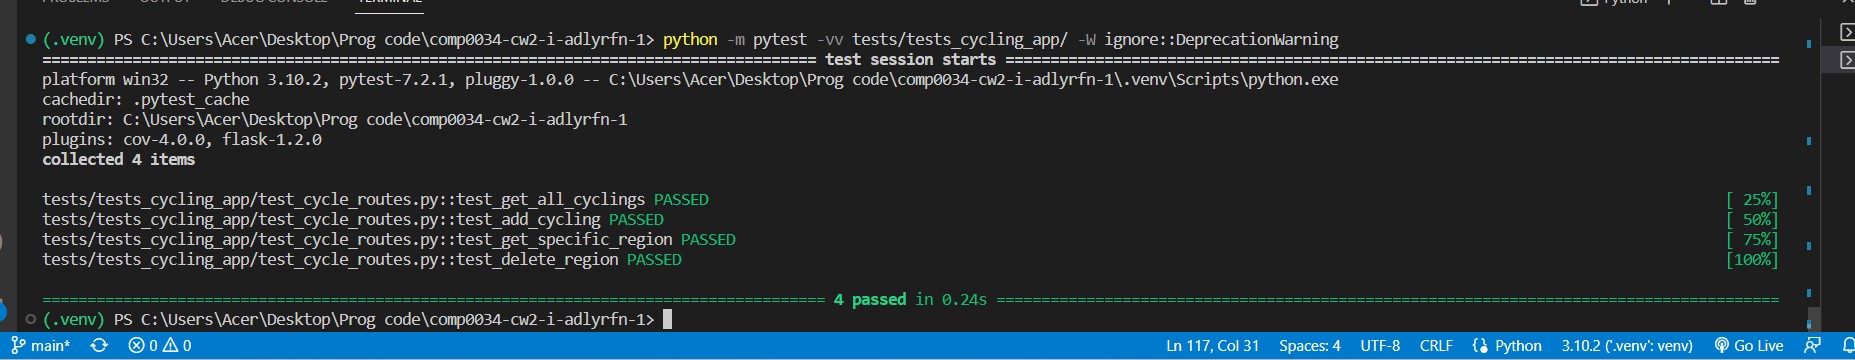 PROBLEMS OUTPUT DEBUG CONSOLE TERMINAL Python
(.venv) PS C:\Users\Acer\Desktop\Prog code\comp0034-cw2-i-adlyrfn-1> python -m pytest -vv tests/tests_cycling_app/ -W ignore::DeprecationWarning
================================ test session starts ================================
platform win32 -- Python 3.10.2, pytest-7.2.1, pluggy-1.0.0 -- C:\Users\Acer\Desktop\Prog code\comp0034-cw2-i-adlyrfn-1\.venv\Scripts\python.exe
cachedir: .pytest_cache
rootdir: C:\Users\Acer\Desktop\Prog code\comp0034-cw2-i-adlyrfn-1
plugins: cov-4.0.0, flask-1.2.0
collected 4 items
tests/tests_cycling_app/test_cycle_routes.py::test_get_all_cyclings PASSED [ 25%]
tests/tests_cycling_app/test_cycle_routes.py::test_add_cycling PASSED [ 50%]
tests/tests_cycling_app/test_cycle_routes.py::test_get_specific_region PASSED [ 75%]
tests/tests_cycling_app/test_cycle_routes.py::test_delete_region PASSED [100%]
================================ 4 passed in 0.24s ================================
(.venv) PS C:\Users\Acer\Desktop\Prog code\comp0034-cw2-i-adlyrfn-1>
main* 0 0 Ln 117, Col 31 Spaces: 4 UTF-8 CRLF Python 3.10.2 ('.venv': venv) Go Live